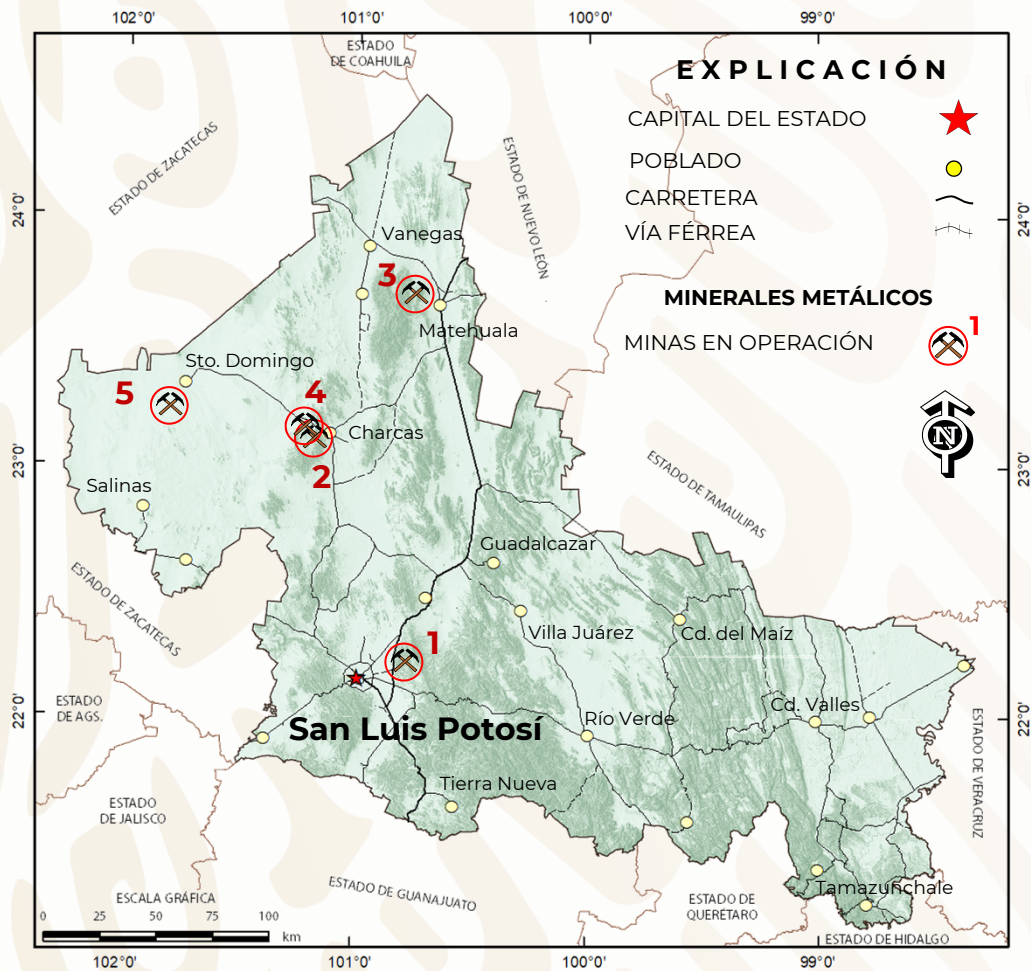 102°0'
101°0'
100°0'
99°0'
ESTADO
DE COAHUILA
EXPLICACIÓN
CAPITAL DEL ESTADO
POBLADO
CARRETERA
VÍA FÉRREA
MINERALES METÁLICOS
MINAS EN OPERACIÓN
1
N
ESTADO DE ZACATECAS
ESTADO DE NUEVO LEÓN
24°0'
24°0'
Vanegas
3
Matehuala
Sto. Domingo
5
4
Charcas
2
23°0'
23°0'
Salinas
ESTADO DE TAMAULIPAS
Guadalcazar
ESTADO DE ZACATECAS
Villa Juárez
Cd. del Maíz
1
ESTADO
DE AGS.
22°0'
22°0'
San Luis Potosí
Río Verde
Cd. Valles
ESTADO DE VERACRUZ
Tierra Nueva
ESTADO
DE JALISCO
Tamazunchale
ESTADO DE GUANAJUATO
ESTADO DE
QUERÉTARO
ESTADO DE HIDALGO
ESCALA GRÁFICA
0 25 50 75 100
km
102°0'
101°0'
100°0'
99°0'